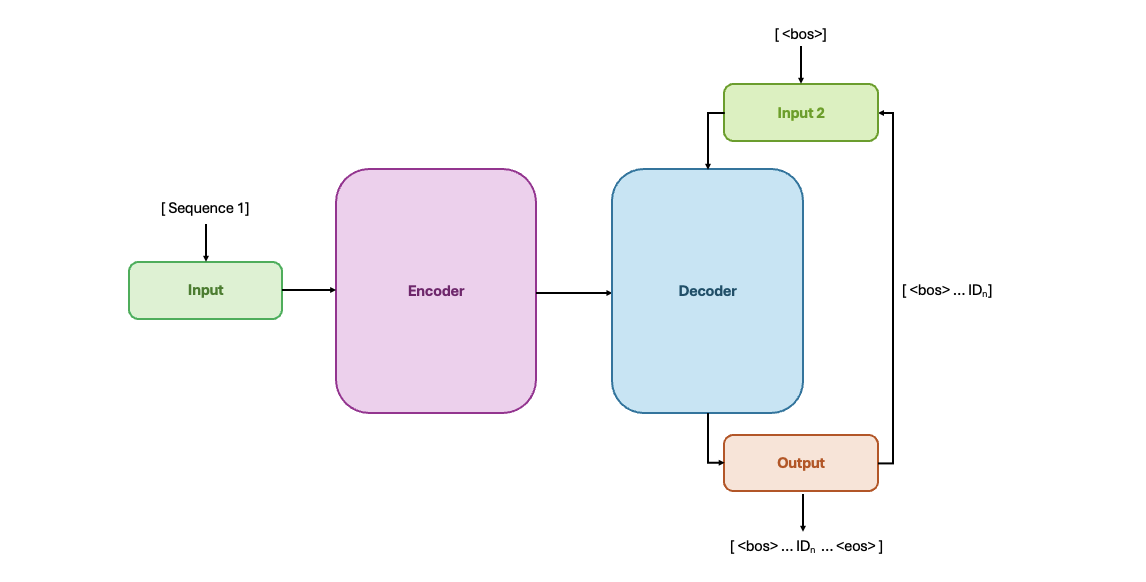 [ <bos>]
Input 2
[ Sequence 1]
Input
Encoder
Decoder
[ <bos> ... IDₙ]
Output
[ <bos> ... IDₙ ... <eos> ]